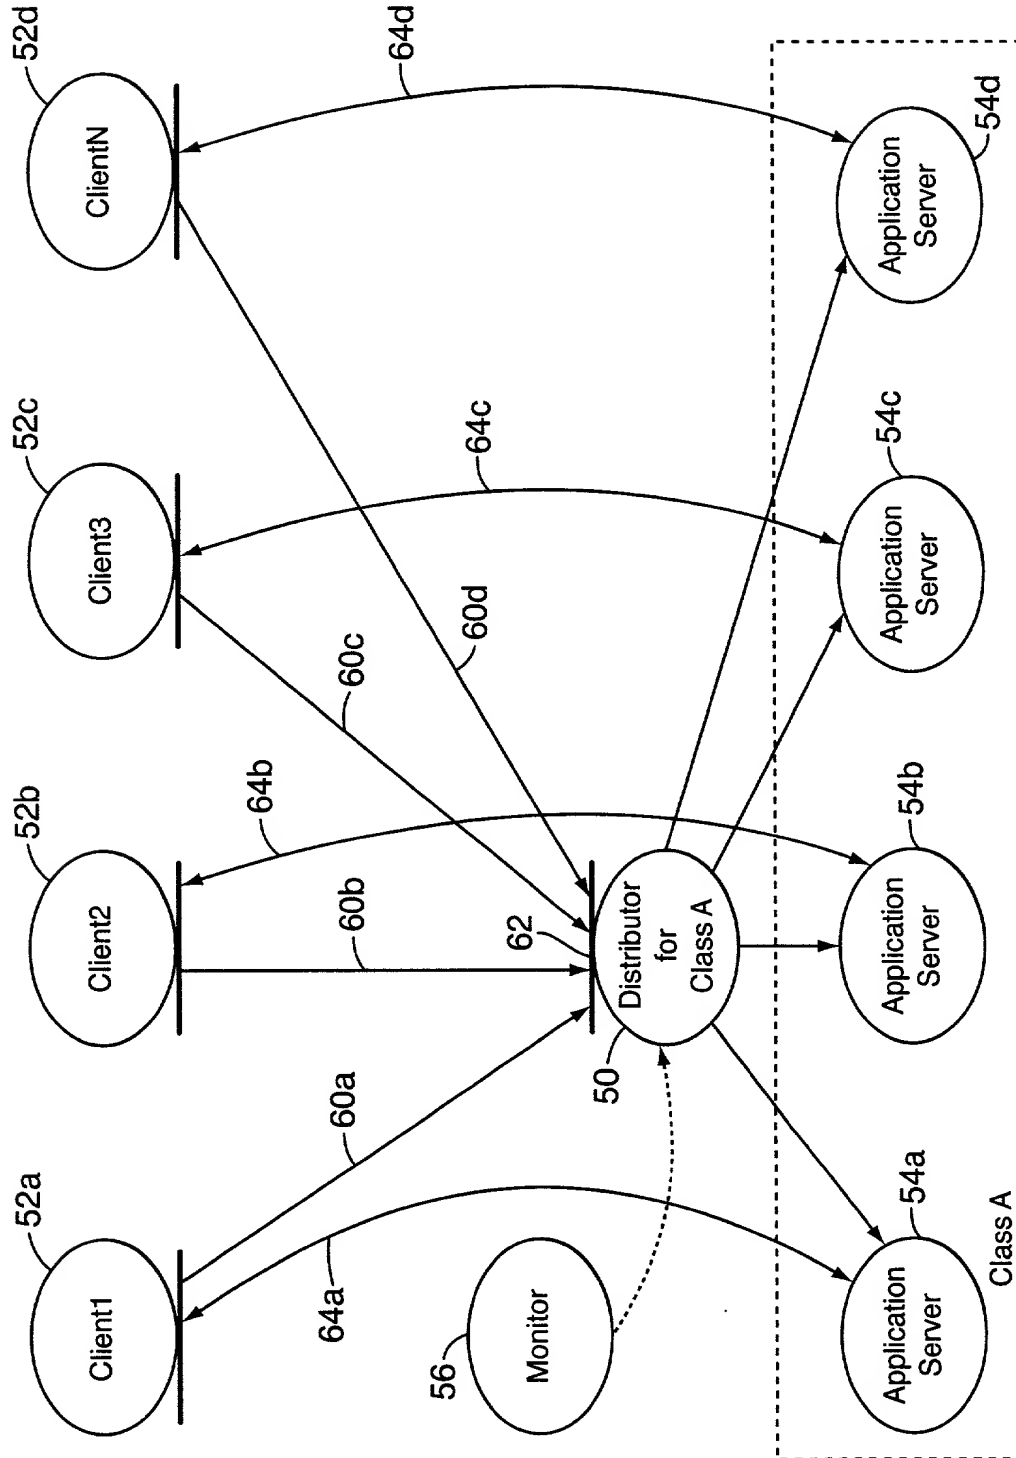 52a
52b
52c
52d
Client1
Client2
Client3
ClientN
64a
60a
64b
60b
60c
64c
60d
64d
56
Monitor
50
62
Distributor
for
Class A
54a
54b
54c
54d
Application
Server
Application
Server
Application
Server
Application
Server
Class A